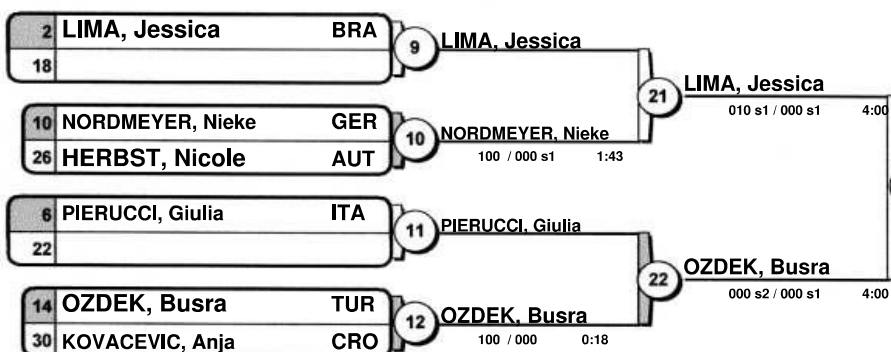 2 LIMA, Jessica BRA
18
9
LIMA, Jessica
10 NORDMEYER, Nieke GER
26 HERBST, Nicole AUT
10
NORDMEYER, Nieke
100 / 000 s1 1:43
21
LIMA, Jessica
010 s1 / 000 s1 4:00
6 PIERUCCI, Giulia ITA
22
11
PIERUCCI, Giulia
14 OZDEK, Busra TUR
30 KOVACEVIC, Anja CRO
12
OZDEK, Busra
100 / 000 0:18
22
OZDEK, Busra
000 s2 / 000 s1 4:00